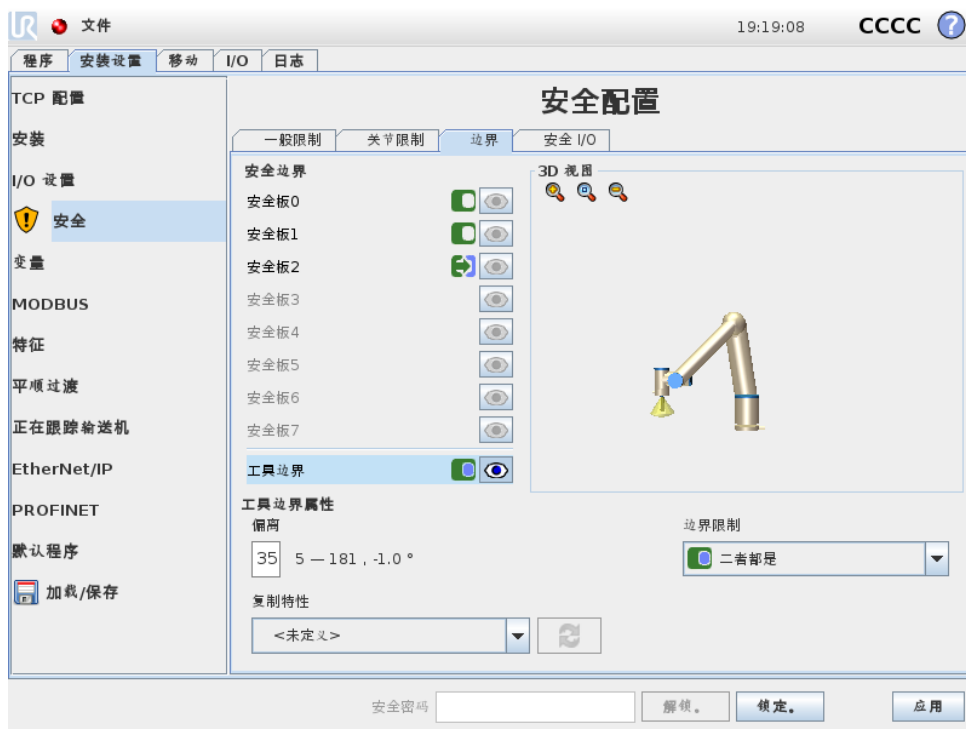 UR 文件 19:19:08 CCCC ?
程序 安装设置 移动 I/O 日志
TCP 配置
安装
I/O 设置
安全
变量
MODBUS
特征
平顺过渡
正在跟踪输送机
EtherNet/IP
PROFINET
默认程序
加载/保存
安全配置
一般限制 关节限制 边界 安全 I/O
安全边界
安全板0
安全板1
安全板2
安全板3
安全板4
安全板5
安全板6
安全板7
工具边界
3D 视图
工具边界属性
偏离
35 5 — 181 , -1.0 °
边界限制
二者都是
复制特性
<未定义>
安全密码 解锁。 锁定。 应用